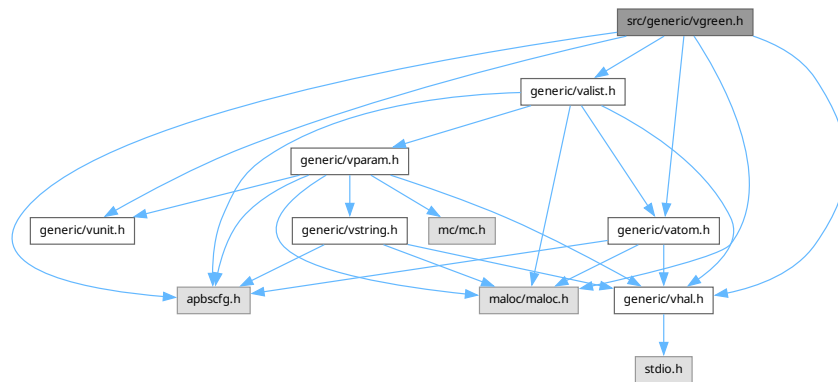 src/generic/vgreen.h
generic/valist.h
generic/vparam.h
generic/vunit.h
generic/vstring.h
mc/mc.h
generic/vatom.h
apbscfg.h
maloc/maloc.h
generic/vhal.h
stdio.h